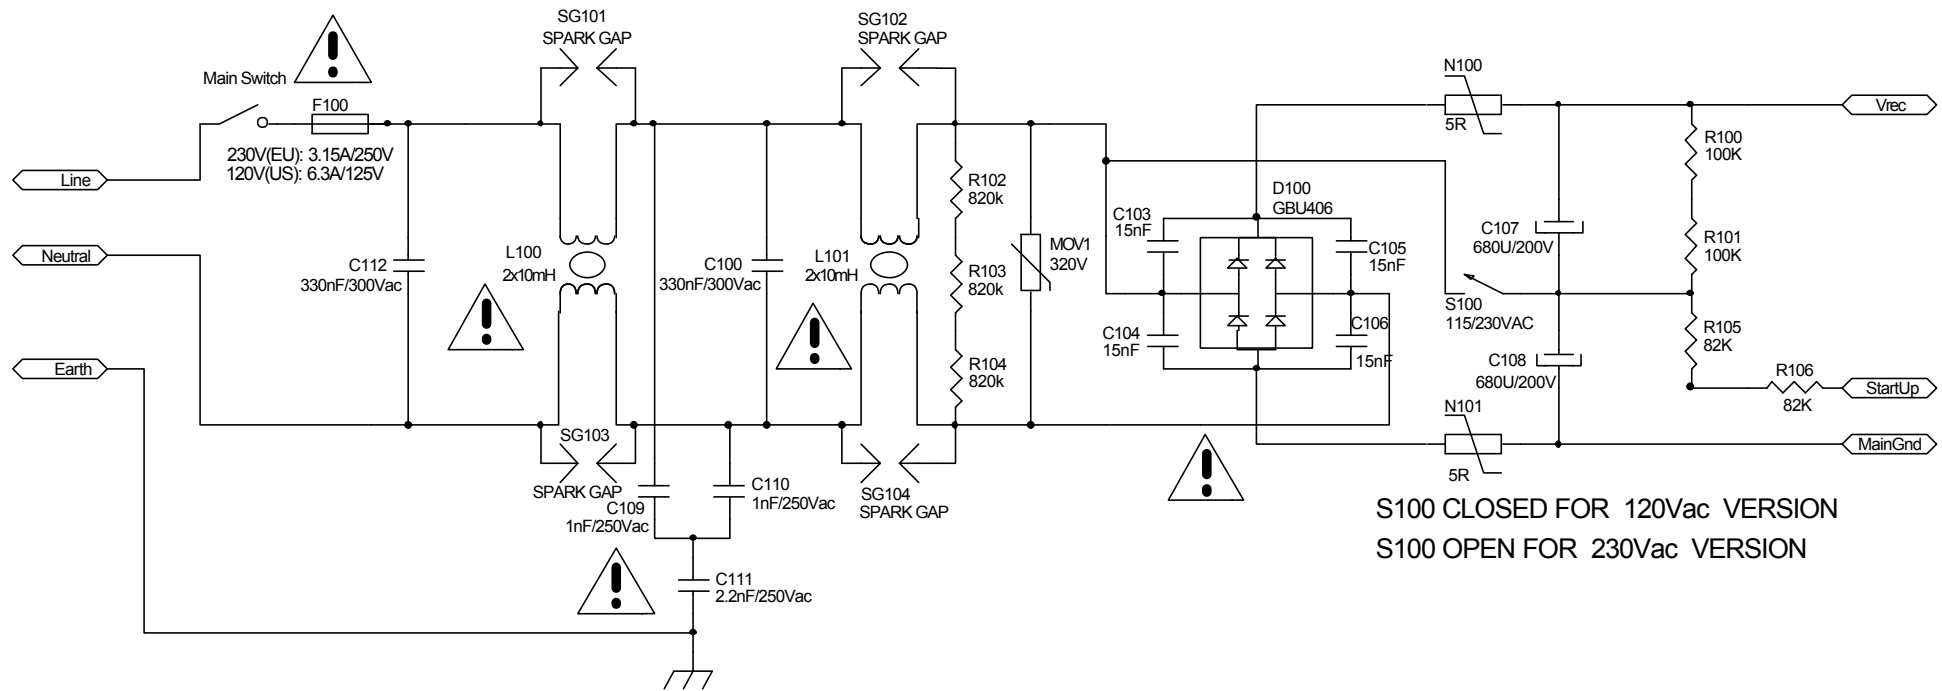 SG101
SPARK GAP
SG102
SPARK GAP
Main Switch
F100
230V(EU): 3.15A/250V
120V(US): 6.3A/125V
Line
Neutral
Earth
C112
330nF/300Vac
L100
2x10mH
C100
330nF/300Vac
L101
2x10mH
R102
820k
R103
820k
R104
820k
MOV1
320V
SG103
SPARK GAP
C109
1nF/250Vac
C110
1nF/250Vac
SG104
SPARK GAP
C111
2.2nF/250Vac
C103
15nF
C104
15nF
D100
GBU406
C105
15nF
C106
15nF
N100
5R
N101
5R
C107
680U/200V
S100
115/230VAC
C108
680U/200V
R100
100K
R101
100K
R105
82K
R106
82K
Vrec
StartUp
MainGnd
S100 CLOSED FOR 120Vac VERSION
S100 OPEN FOR 230Vac VERSION